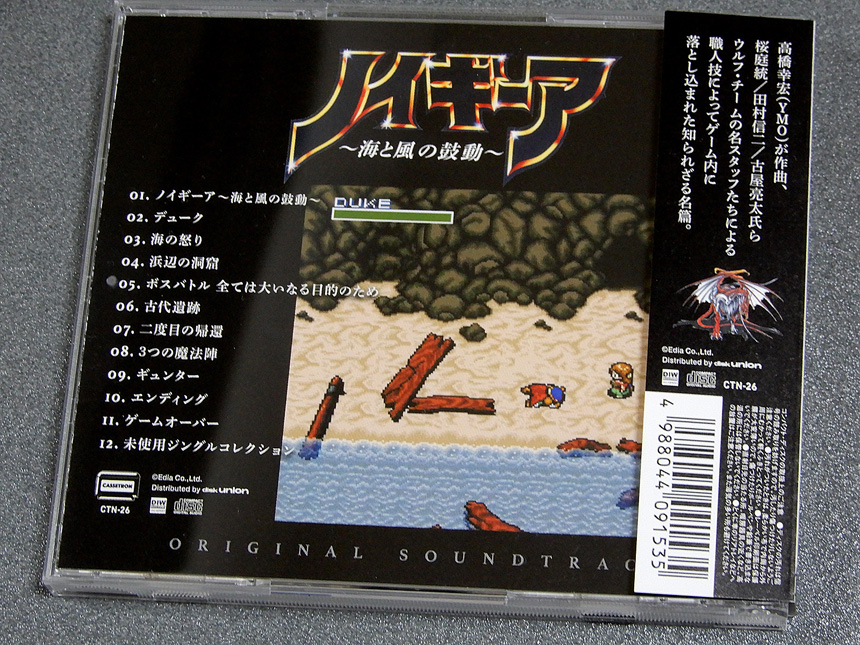 ノイギーア
～海と風の鼓動～
01. ノイギーア～海と風の鼓動～
02. デューク
03. 海の怒り
04. 浜辺の洞窟
05. ボスバトル 全ては大いなる目的のため
06. 古代遺跡
07. 二度目の帰還
08. 3つの魔法陣
09. ギュンター
10. エンディング
11. ゲームオーバー
12. 未使用ジングルコレクション
DUKE
CASSETRON
CTN-26
©Edia Co.,Ltd.
Distributed by diskunion
DIW
disc
DIGITAL AUDIO
ORIGINAL SOUNDTRAC
高橋幸宏(YMO)が作曲、
桜庭統/田村信二/古屋亮太氏ら
ウルフ・チームの名スタッフたちによる
職人技によってゲーム内に
落とし込まれた知られざる名篇。
©Edia Co.,Ltd.
Distributed by diskunion
DIW
disc
CTN-26
4 988044 091535